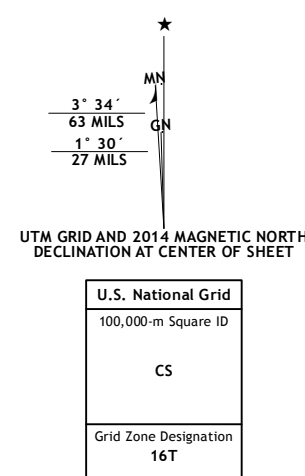 MN
3° 34´
63 MILS
GN
1° 30´
27 MILS
UTM GRID AND 2014 MAGNETIC NORTH
DECLINATION AT CENTER OF SHEET
U.S. National Grid
100,000-m Square ID
CS
Grid Zone Designation
16T